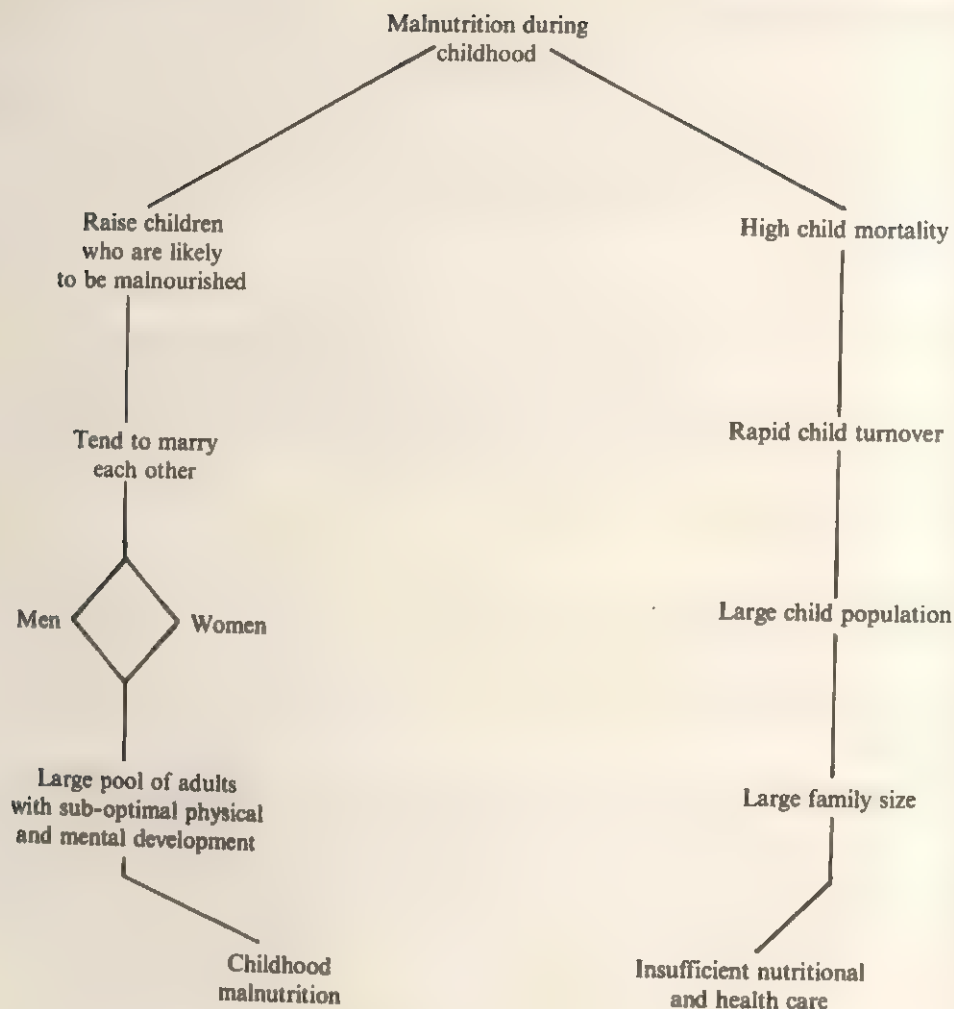 Malnutrition during
childhood
Raise children
who are likely
to be malnourished
High child mortality
Tend to marry
each other
Rapid child turnover
Men
Women
Large child population
Large pool of adults
with sub-optimal physical
and mental development
Large family size
Childhood
malnutrition
Insufficient nutritional
and health care